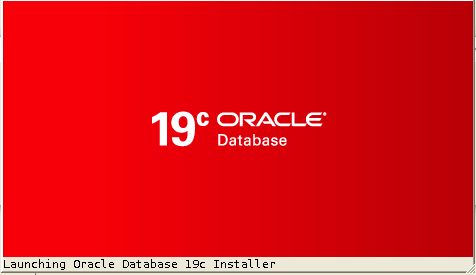 19c ORACLE®
Database
Launching Oracle Database 19c Installer